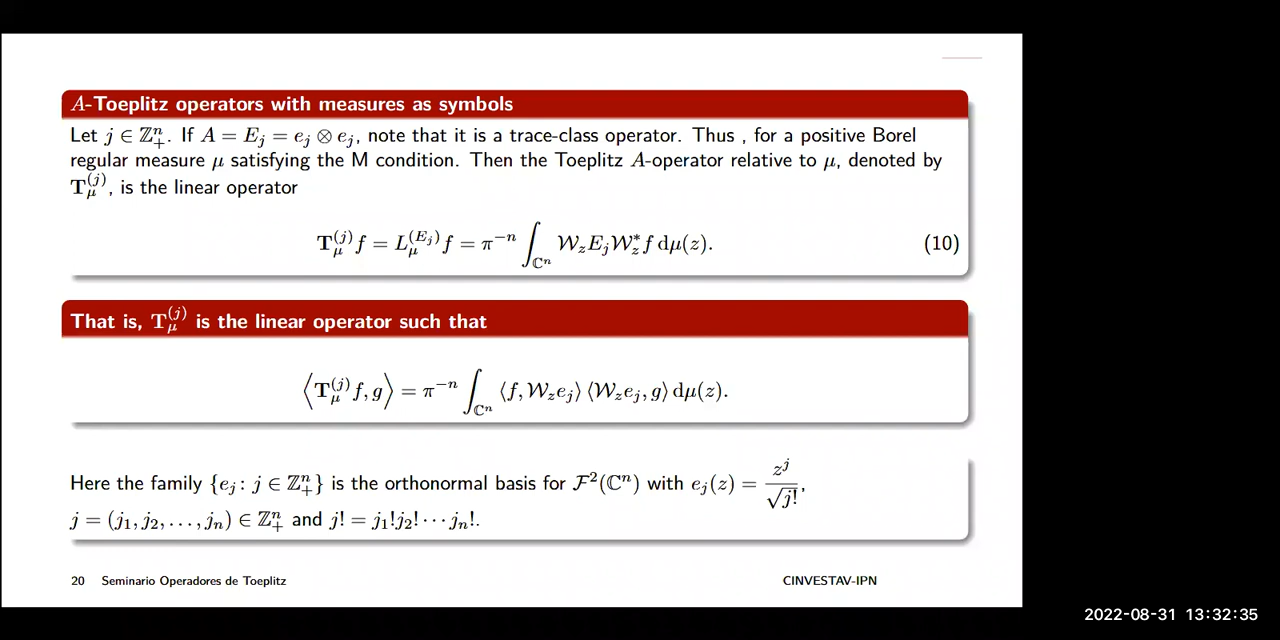 A-Toeplitz operators with measures as symbols
Let j ∈ ℤ₊ⁿ. If A = E_j = e_j ⊗ e_j, note that it is a trace-class operator. Thus , for a positive Borel
regular measure μ satisfying the M condition. Then the Toeplitz A-operator relative to μ, denoted by
𝐓_μ^{(j)}, is the linear operator
𝐓_μ^{(j)} f = L_μ^{(E_j)} f = π^{-n} ∫_{ℂⁿ} 𝒲_z E_j 𝒲_z^* f dμ(z). (10)
That is, 𝐓_μ^{(j)} is the linear operator such that
⟨𝐓_μ^{(j)} f, g⟩ = π^{-n} ∫_{ℂⁿ} ⟨f, 𝒲_z e_j⟩ ⟨𝒲_z e_j, g⟩ dμ(z).
Here the family {e_j : j ∈ ℤ₊ⁿ} is the orthonormal basis for ℱ²(ℂⁿ) with e_j(z) = z^j / √j!,
j = (j₁, j₂, . . . , j_n) ∈ ℤ₊ⁿ and j! = j₁!j₂! · · · j_n!.
20 Seminario Operadores de Toeplitz CINVESTAV-IPN
2022-08-31 13:32:35